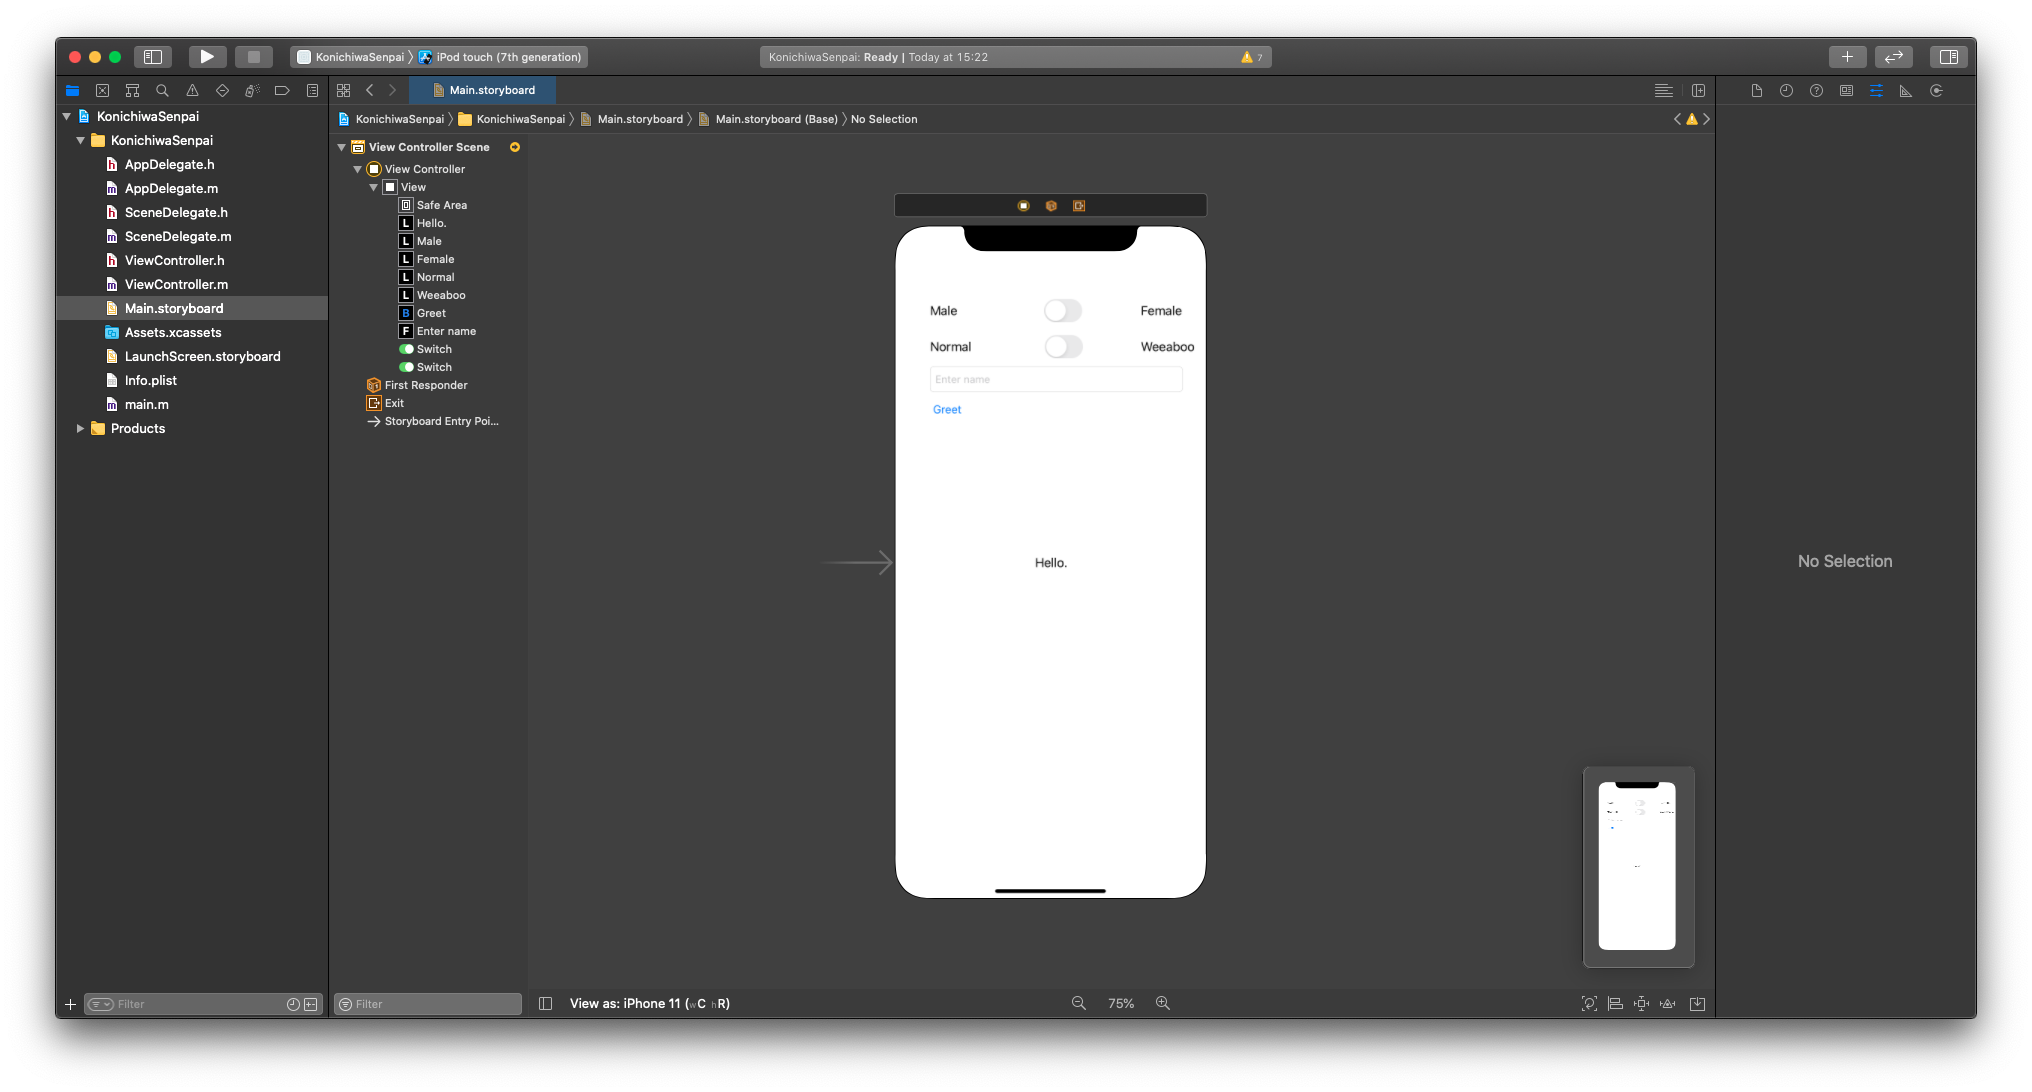 KonichiwaSenpai 〉 iPod touch (7th generation)
KonichiwaSenpai: Ready | Today at 15:22
7
KonichiwaSenpai
KonichiwaSenpai
AppDelegate.h
AppDelegate.m
SceneDelegate.h
SceneDelegate.m
ViewController.h
ViewController.m
Main.storyboard
Assets.xcassets
LaunchScreen.storyboard
Info.plist
main.m
Products
Filter
Main.storyboard
KonichiwaSenpai 〉 KonichiwaSenpai 〉 Main.storyboard 〉 Main.storyboard (Base) 〉 No Selection
View Controller Scene
View Controller
View
Safe Area
L Hello.
L Male
L Female
L Normal
L Weeaboo
B Greet
F Enter name
Switch
Switch
First Responder
Exit
Storyboard Entry Poi...
Filter
Male Female
Normal Weeaboo
Enter name
Greet
Hello.
View as: iPhone 11 (wC hR)
75%
No Selection